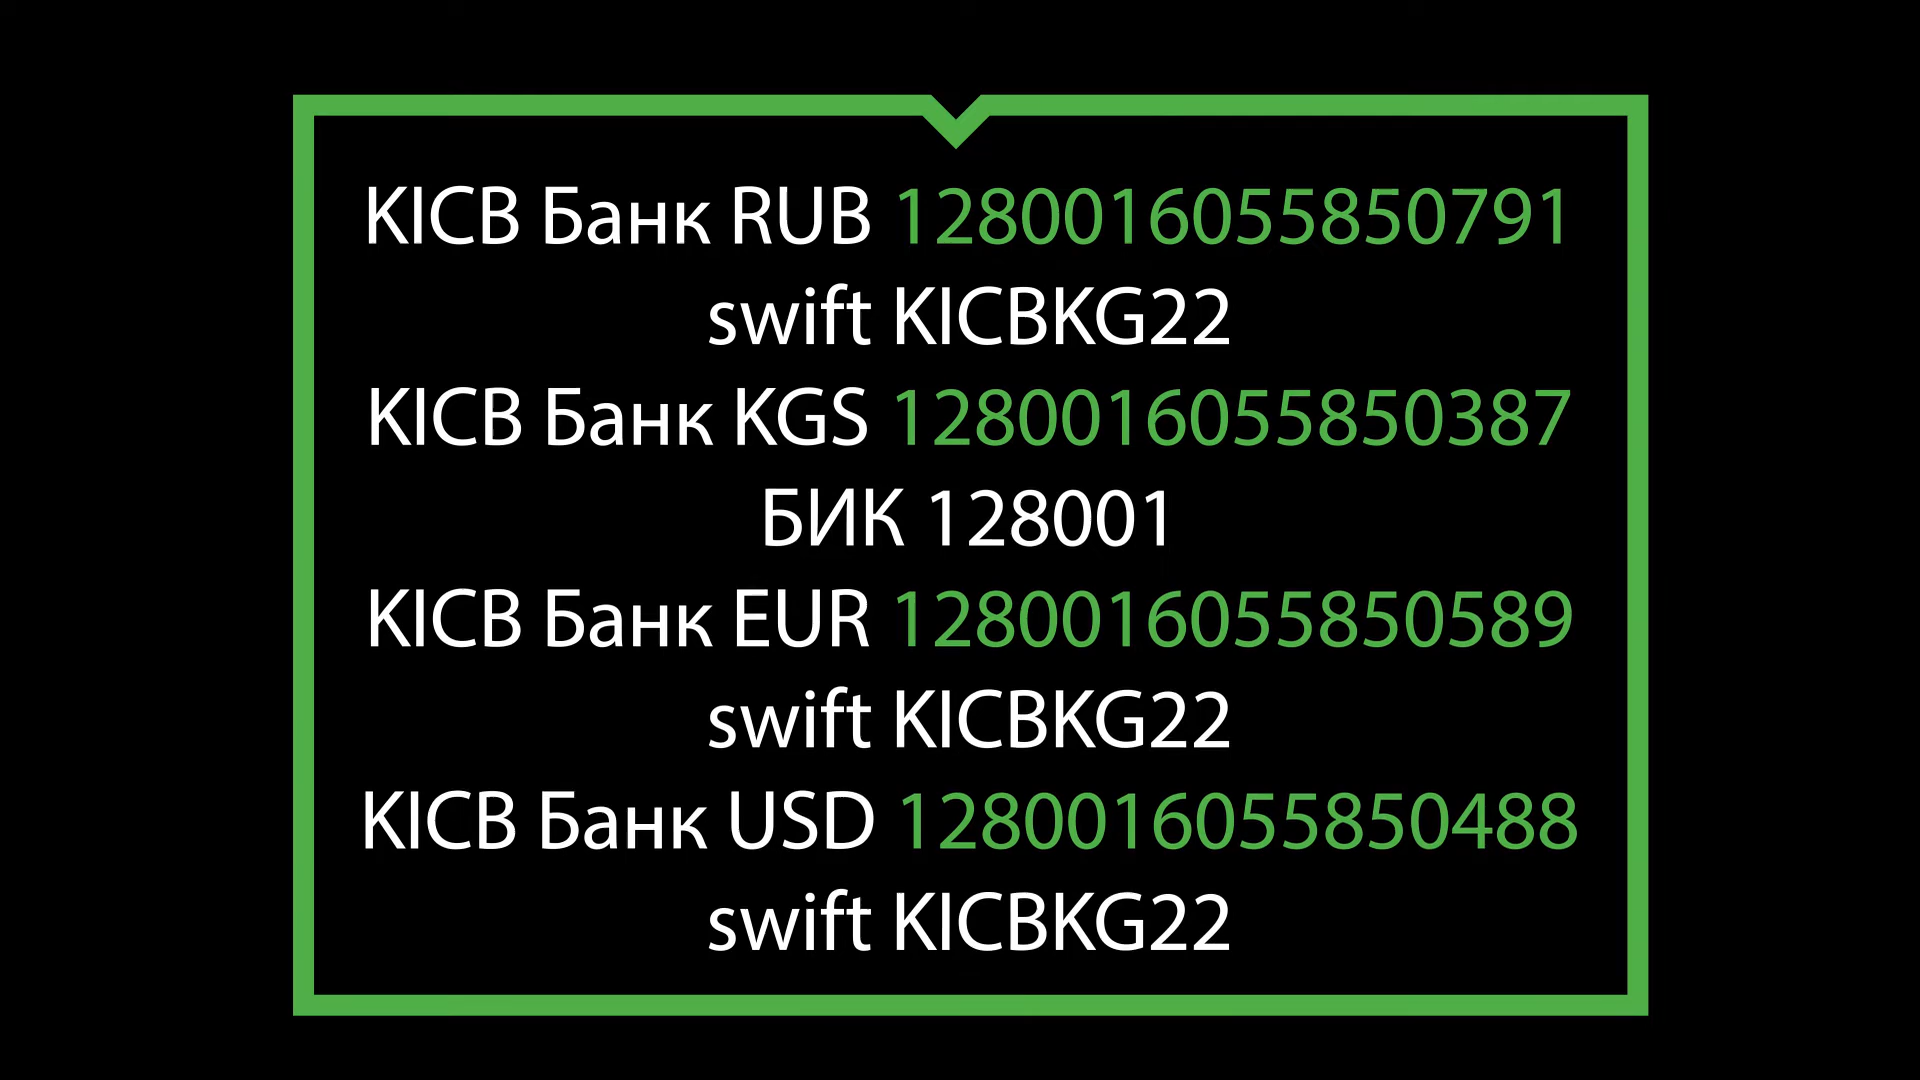 KICB Банк RUB 1280016055850791
swift KICBKG22
KICB Банк KGS 1280016055850387
БИК 128001
KICB Банк EUR 1280016055850589
swift KICBKG22
KICB Банк USD 1280016055850488
swift KICBKG22